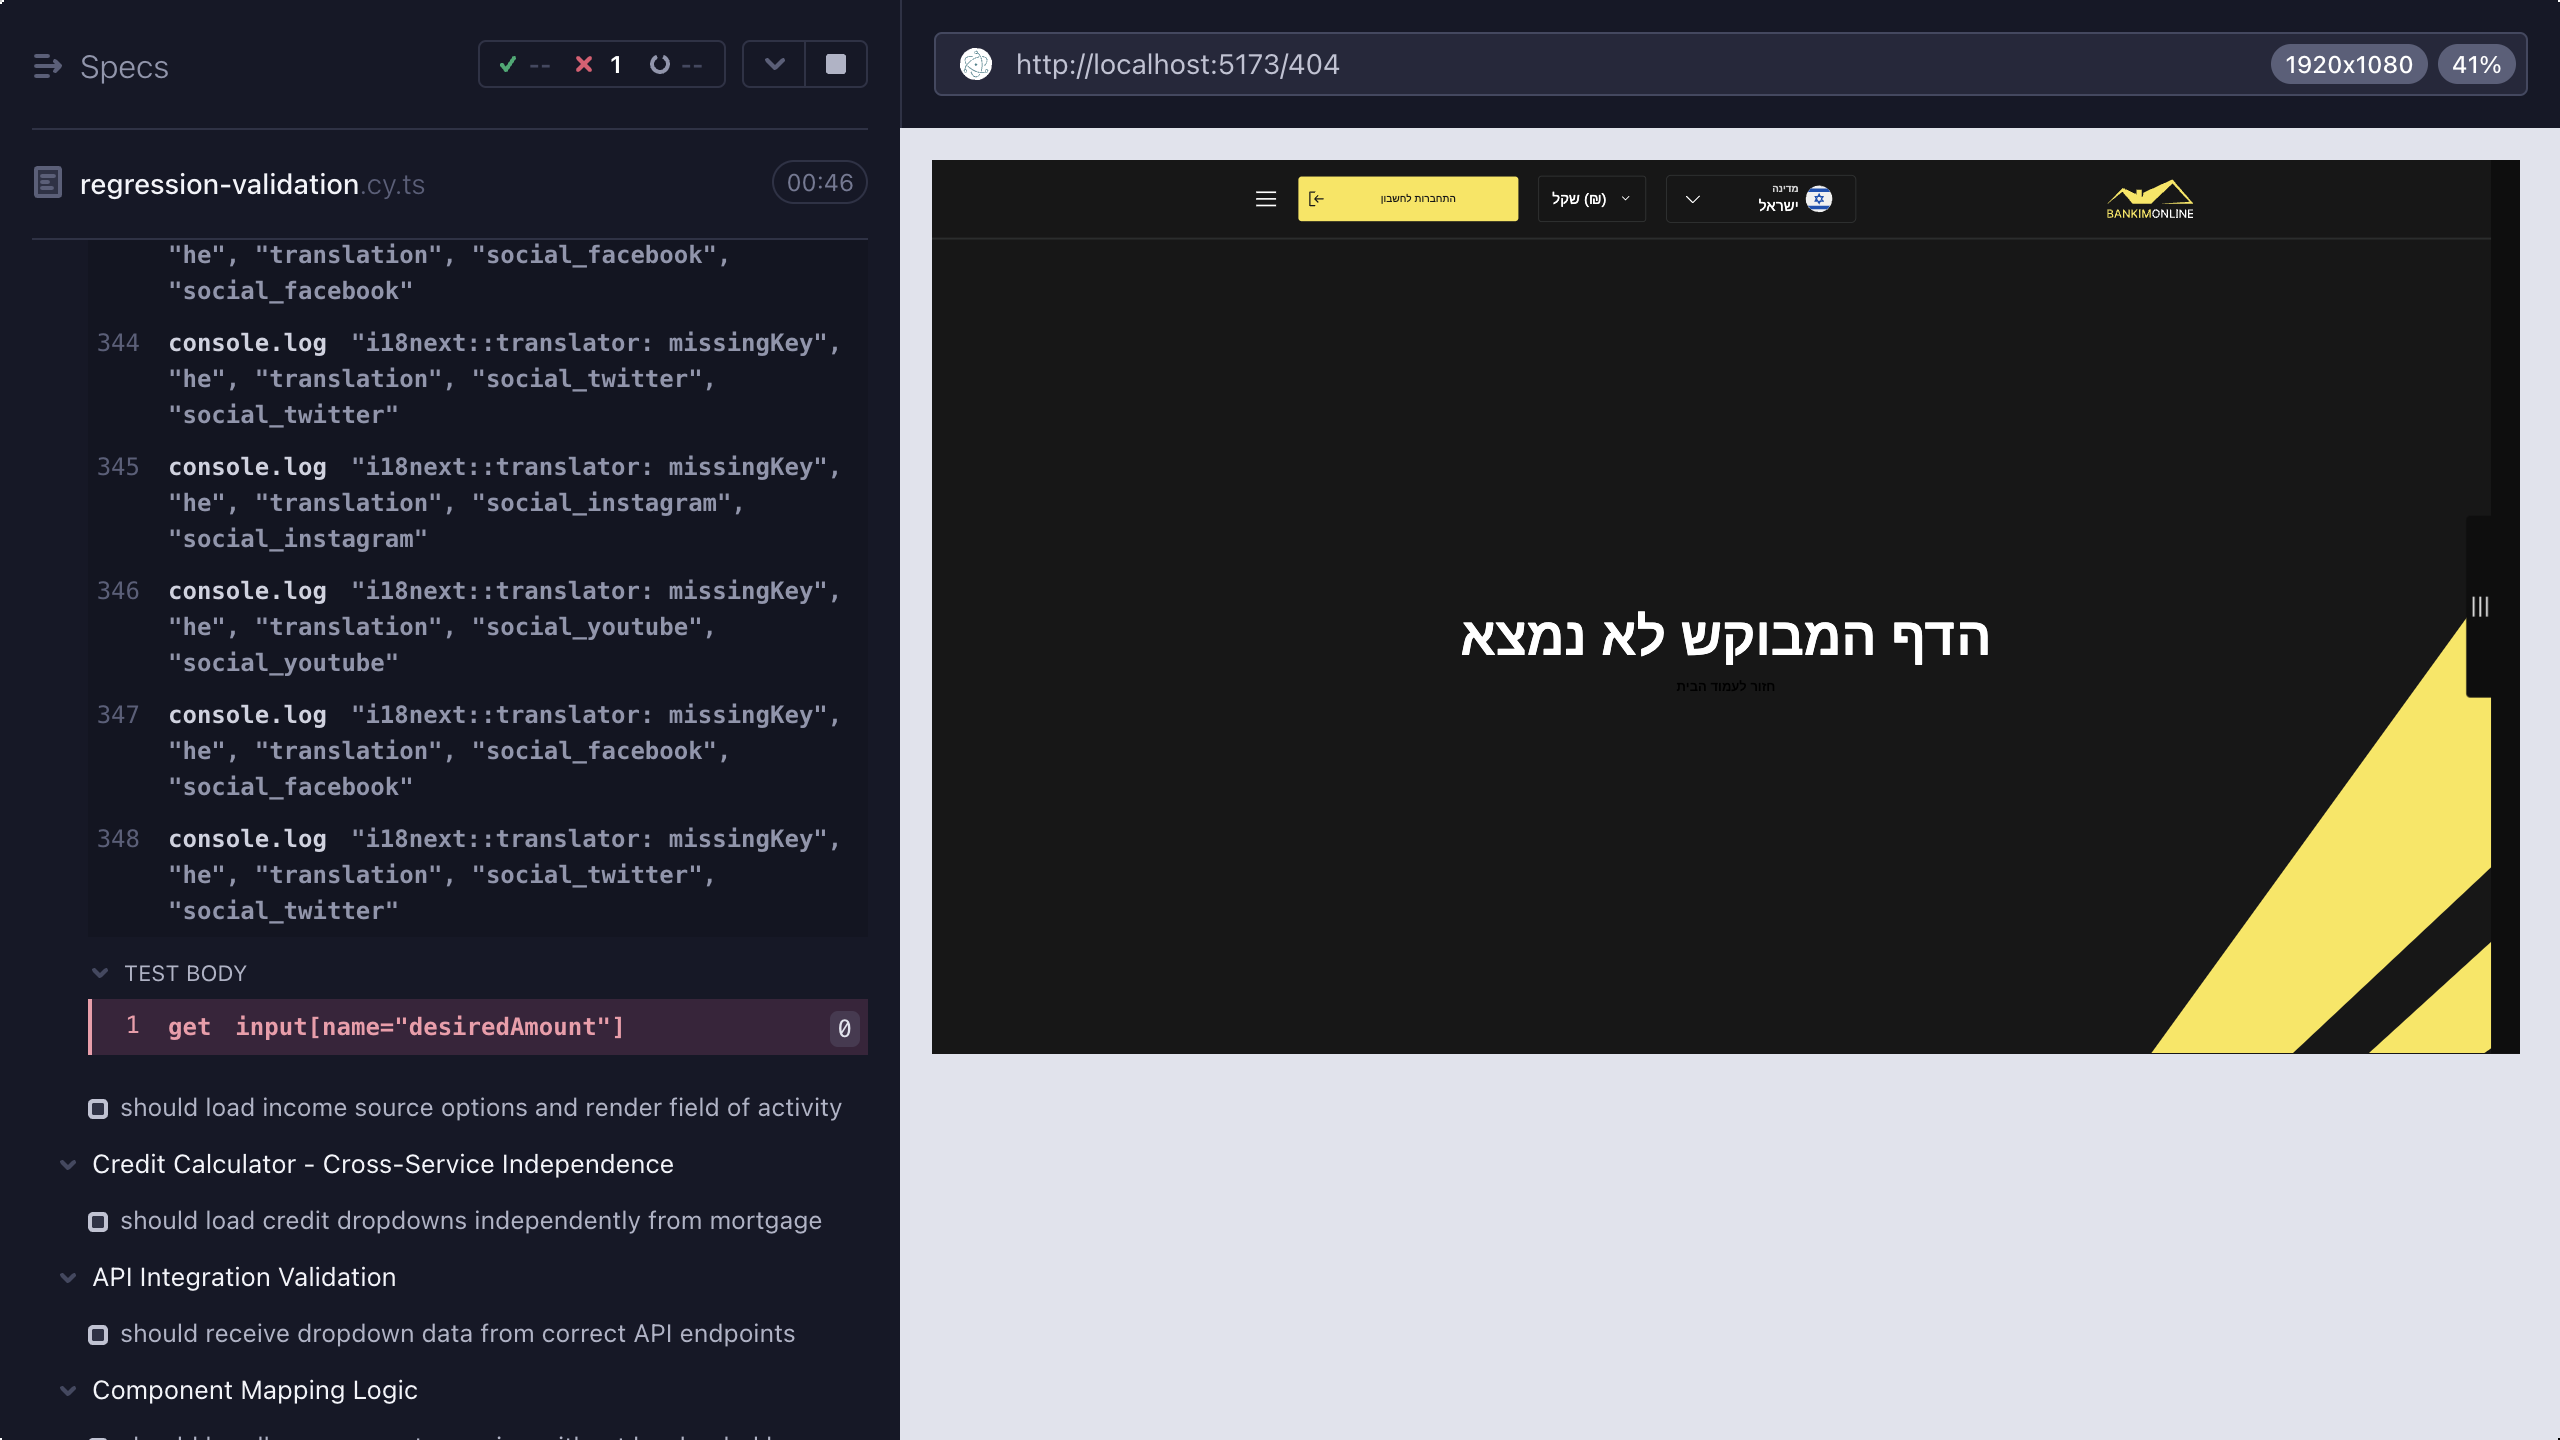 Specs
-- 1 --
regression-validation.cy.ts
00:46
"he", "translation", "social_facebook",
"social_facebook"
344 console.log "i18next::translator: missingKey",
"he", "translation", "social_twitter",
"social_twitter"
345 console.log "i18next::translator: missingKey",
"he", "translation", "social_instagram",
"social_instagram"
346 console.log "i18next::translator: missingKey",
"he", "translation", "social_youtube",
"social_youtube"
347 console.log "i18next::translator: missingKey",
"he", "translation", "social_facebook",
"social_facebook"
348 console.log "i18next::translator: missingKey",
"he", "translation", "social_twitter",
"social_twitter"
TEST BODY
1 get input[name="desiredAmount"] 0
should load income source options and render field of activity
Credit Calculator - Cross-Service Independence
should load credit dropdowns independently from mortgage
API Integration Validation
should receive dropdown data from correct API endpoints
Component Mapping Logic
http://localhost:5173/404
1920x1080
41%
התחברות לחשבון
שקל (₪)
מדינה
ישראל
BANKIMONLINE
הדף המבוקש לא נמצא
חזור לעמוד הבית